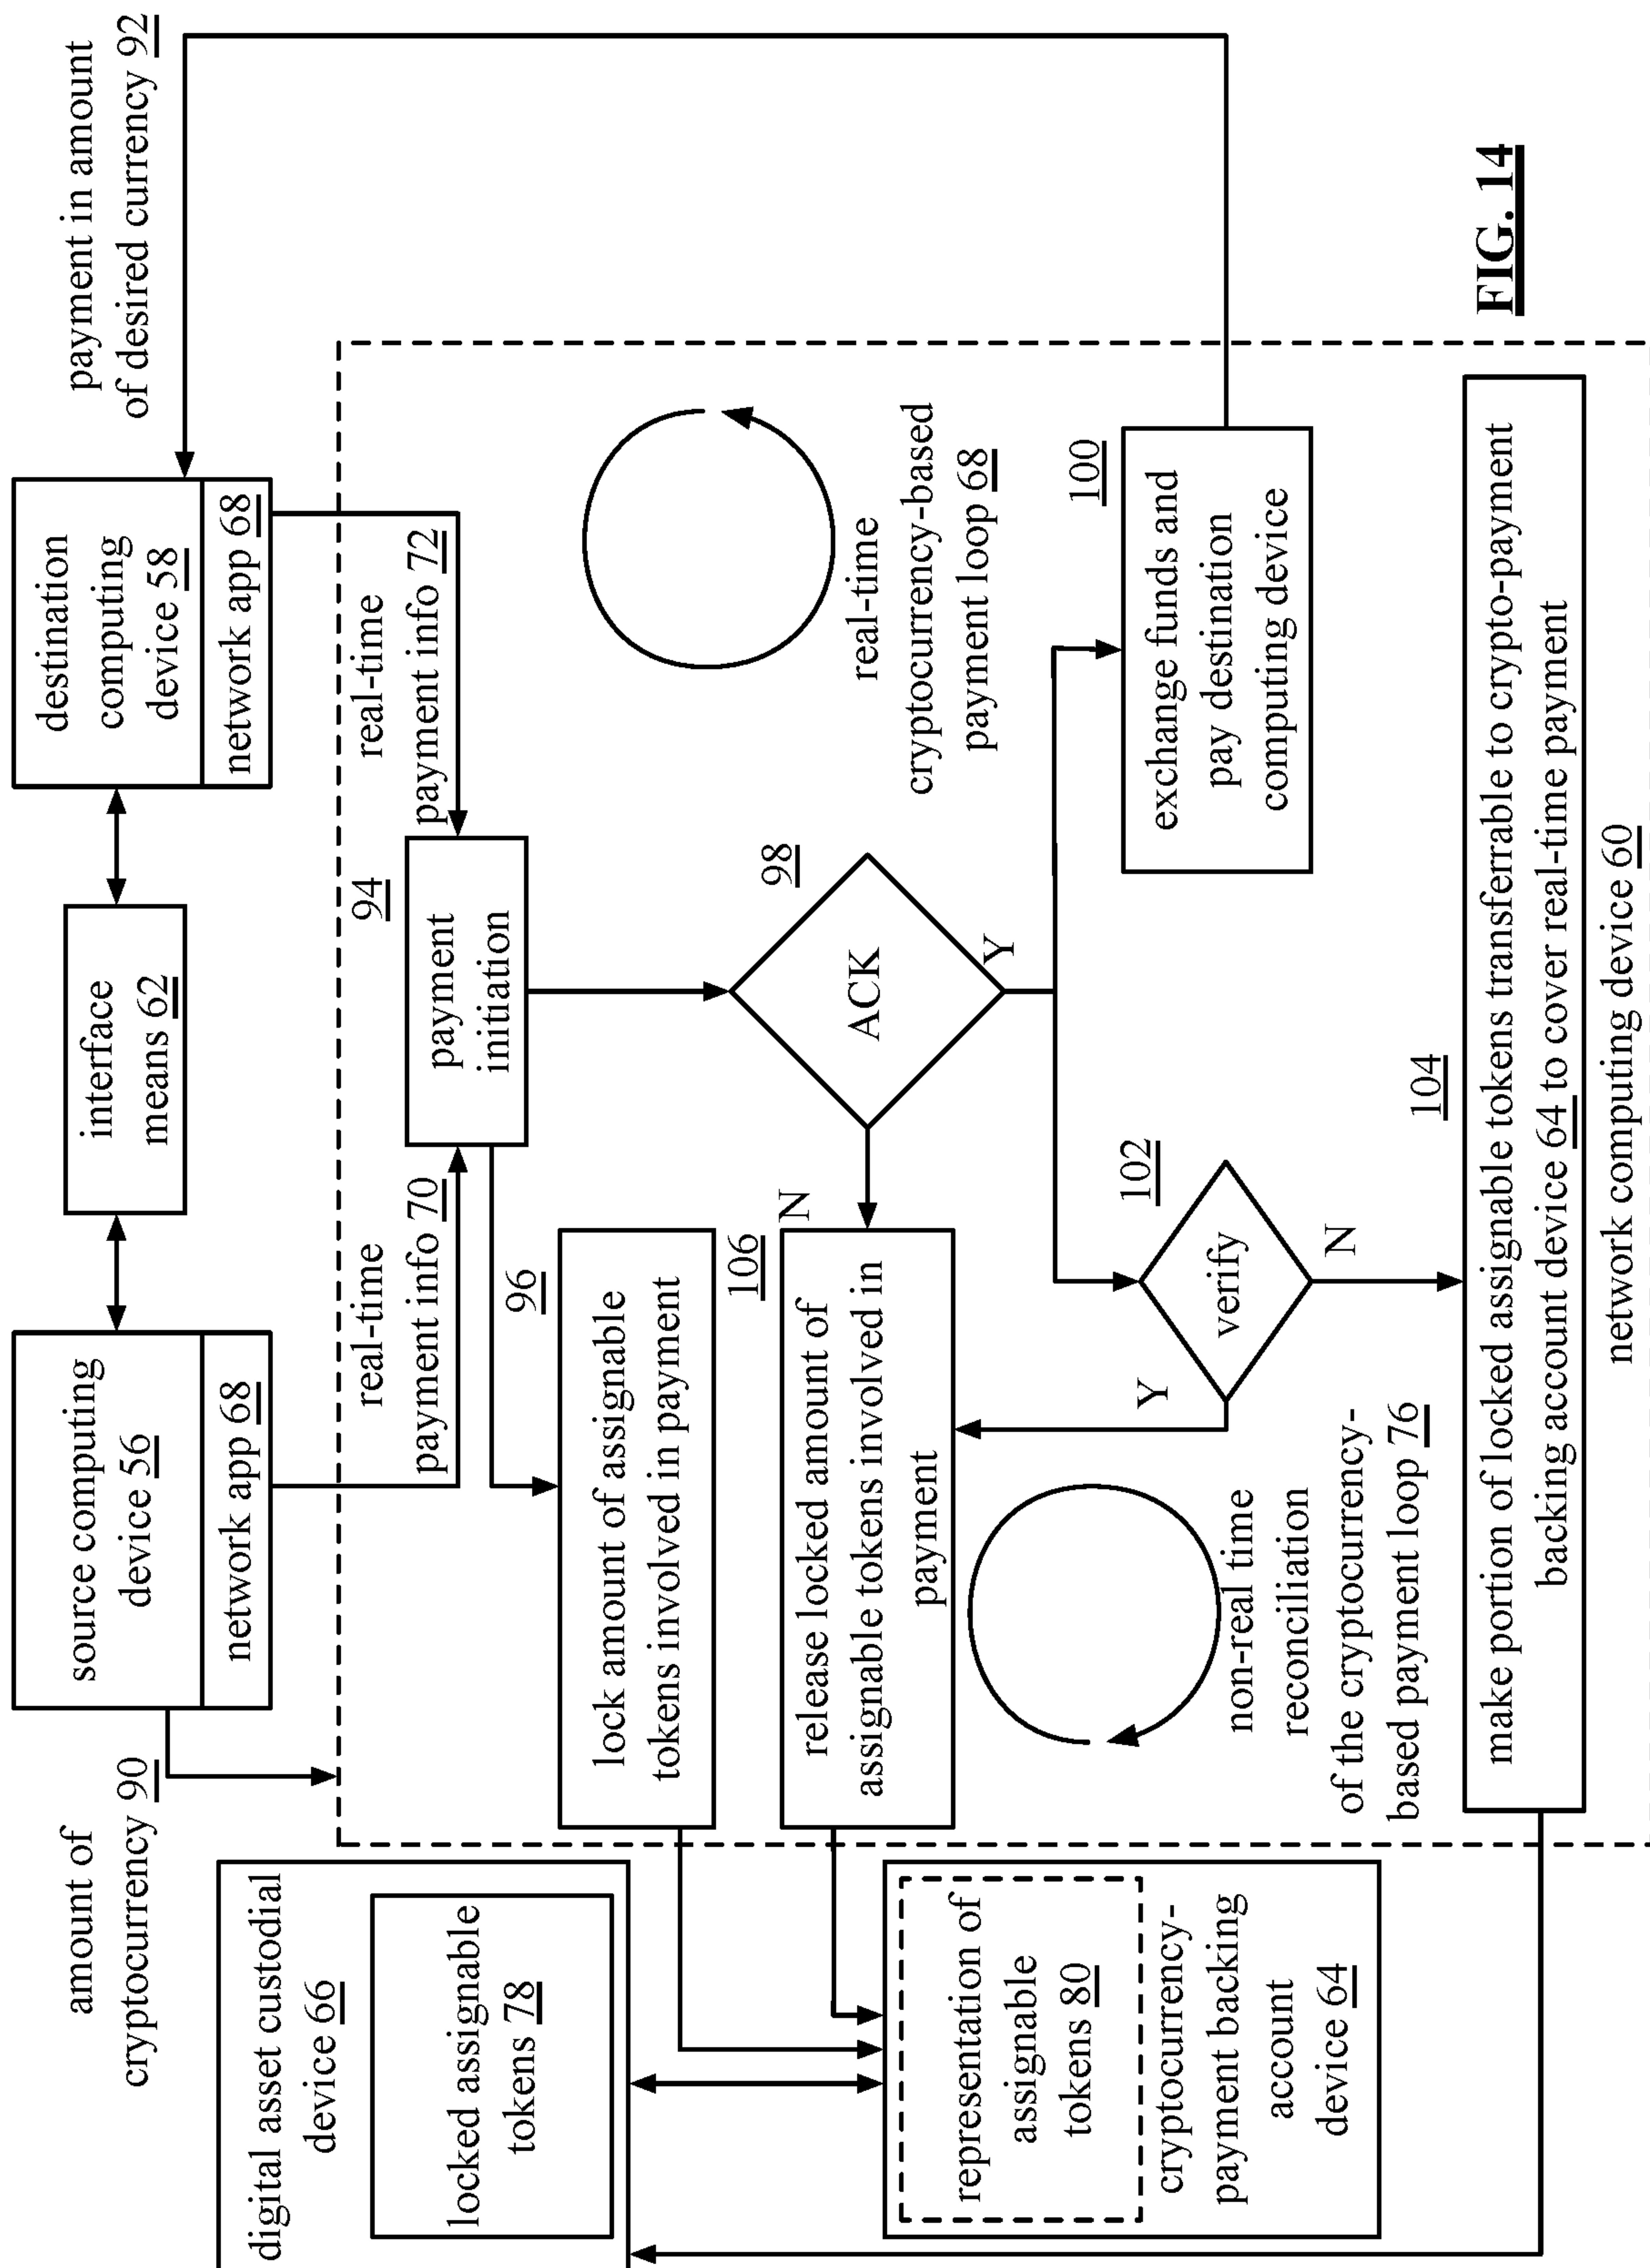 amount of
cryptocurrency 90
source computing
device 56
network app 68
interface
means 62
destination
computing
device 58
network app 68
payment in amount
of desired currency 92
digital asset custodial
device 66
locked assignable
tokens 78
real-time
payment info 70
94
payment
initiation
real-time
payment info 72
96
lock amount of assignable
tokens involved in payment
106
release locked amount of
assignable tokens involved in
payment
N
98
ACK
Y
real-time
cryptocurrency-based
payment loop 68
representation of
assignable
tokens 80
cryptocurrency-
payment backing
account
device 64
non-real time
reconciliation
of the cryptocurrency-
based payment loop 76
Y
102
verify
N
100
exchange funds and
pay destination
computing device
104
make portion of locked assignable tokens transferrable to crypto-payment
backing account device 64 to cover real-time payment
network computing device 60
FIG. 14